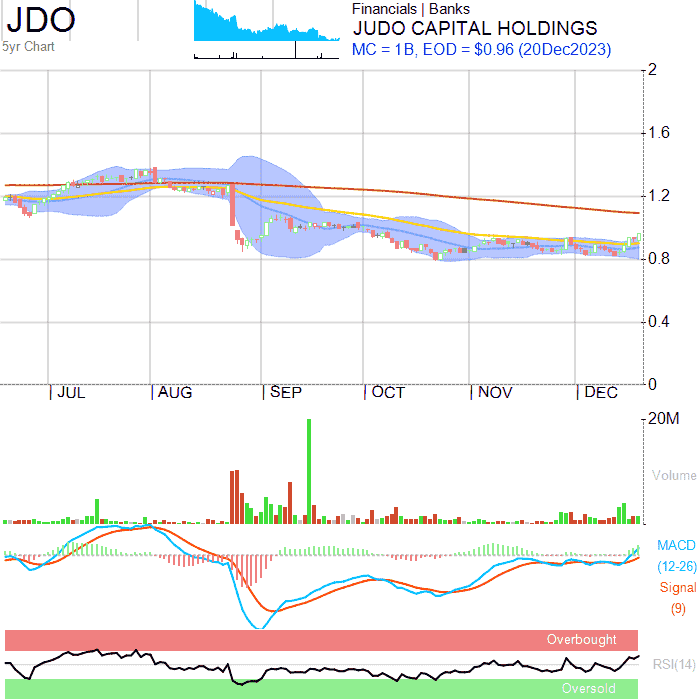 JDO
5yr Chart
Financials | Banks
JUDO CAPITAL HOLDINGS
MC = 1B, EOD = $0.96 (20Dec2023)
2
1.6
1.2
0.8
0.4
0
JUL AUG SEP OCT NOV DEC
20M
Volume
MACD
(12-26)
Signal
(9)
Overbought
RSI(14)
Oversold